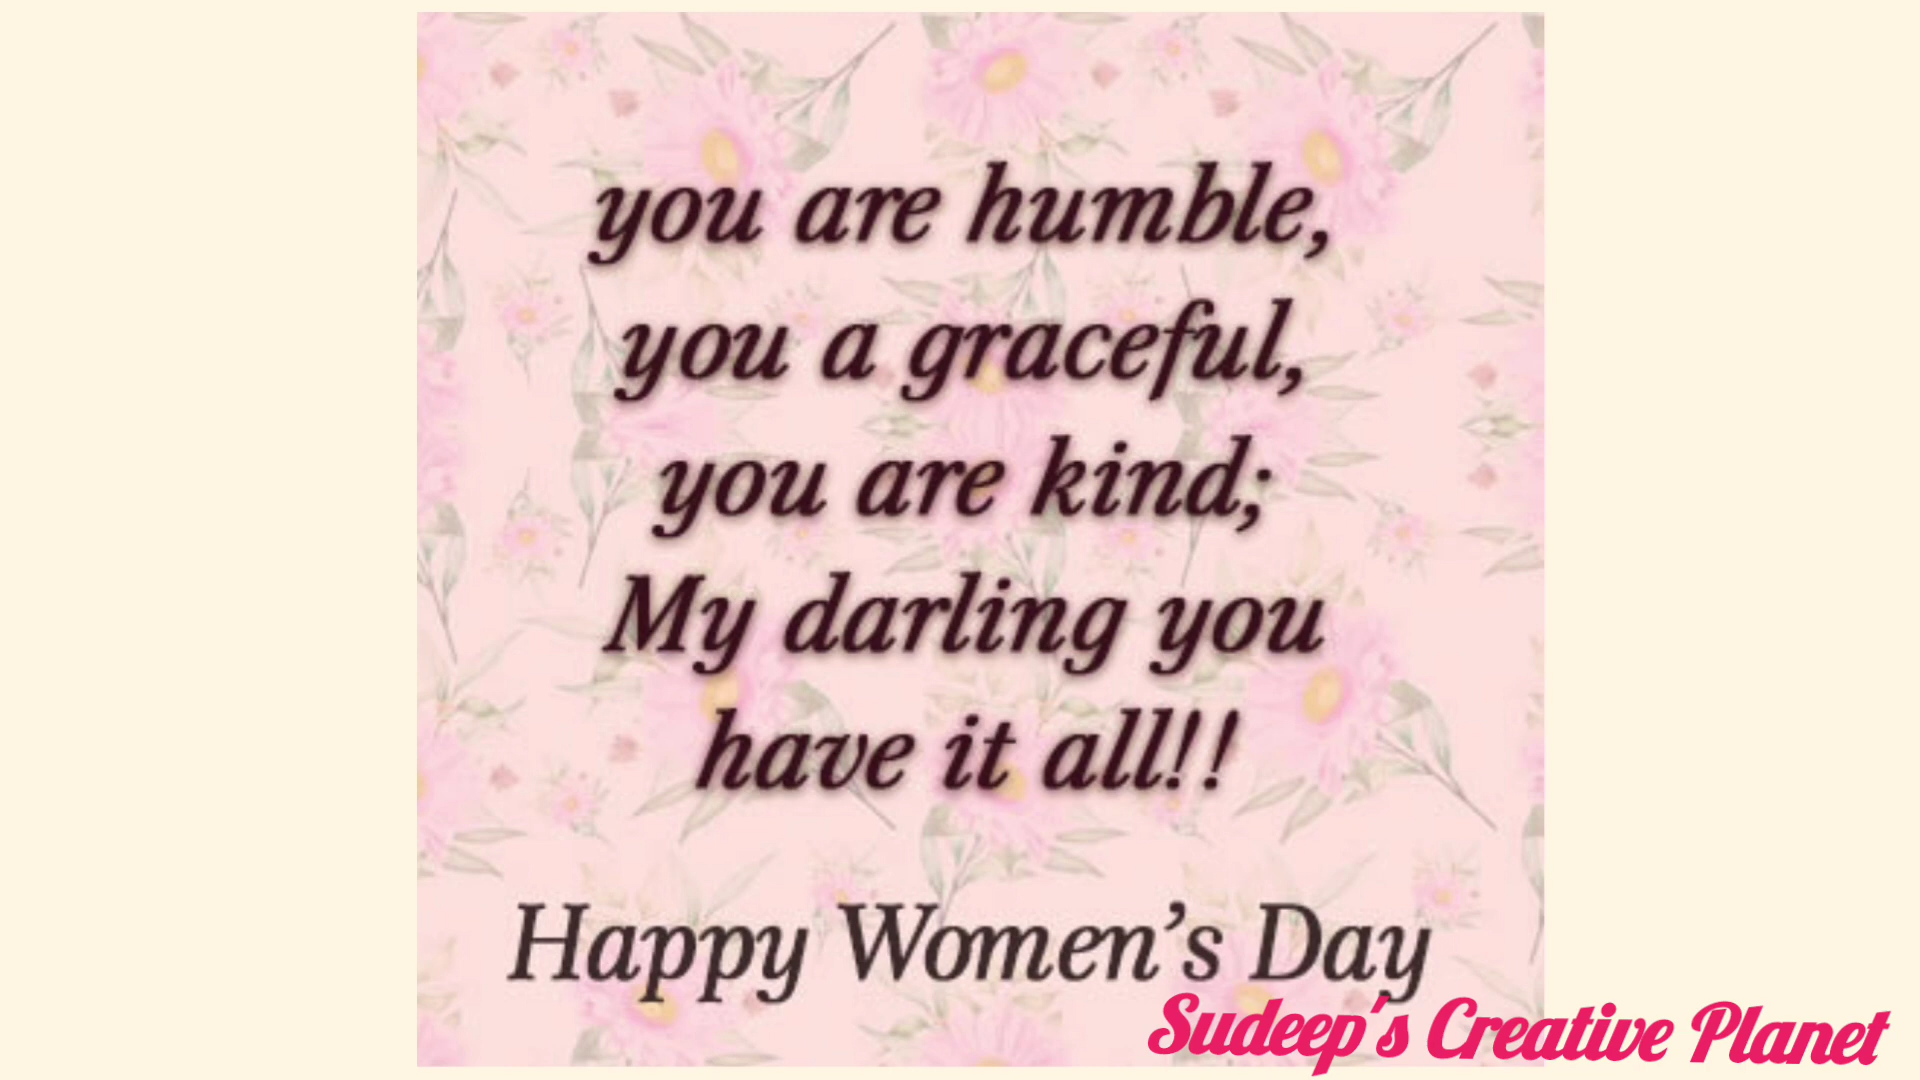 you are humble,
you a graceful,
you are kind;
My darling you
have it all!!
Happy Women’s Day
Sudeep's Creative Planet